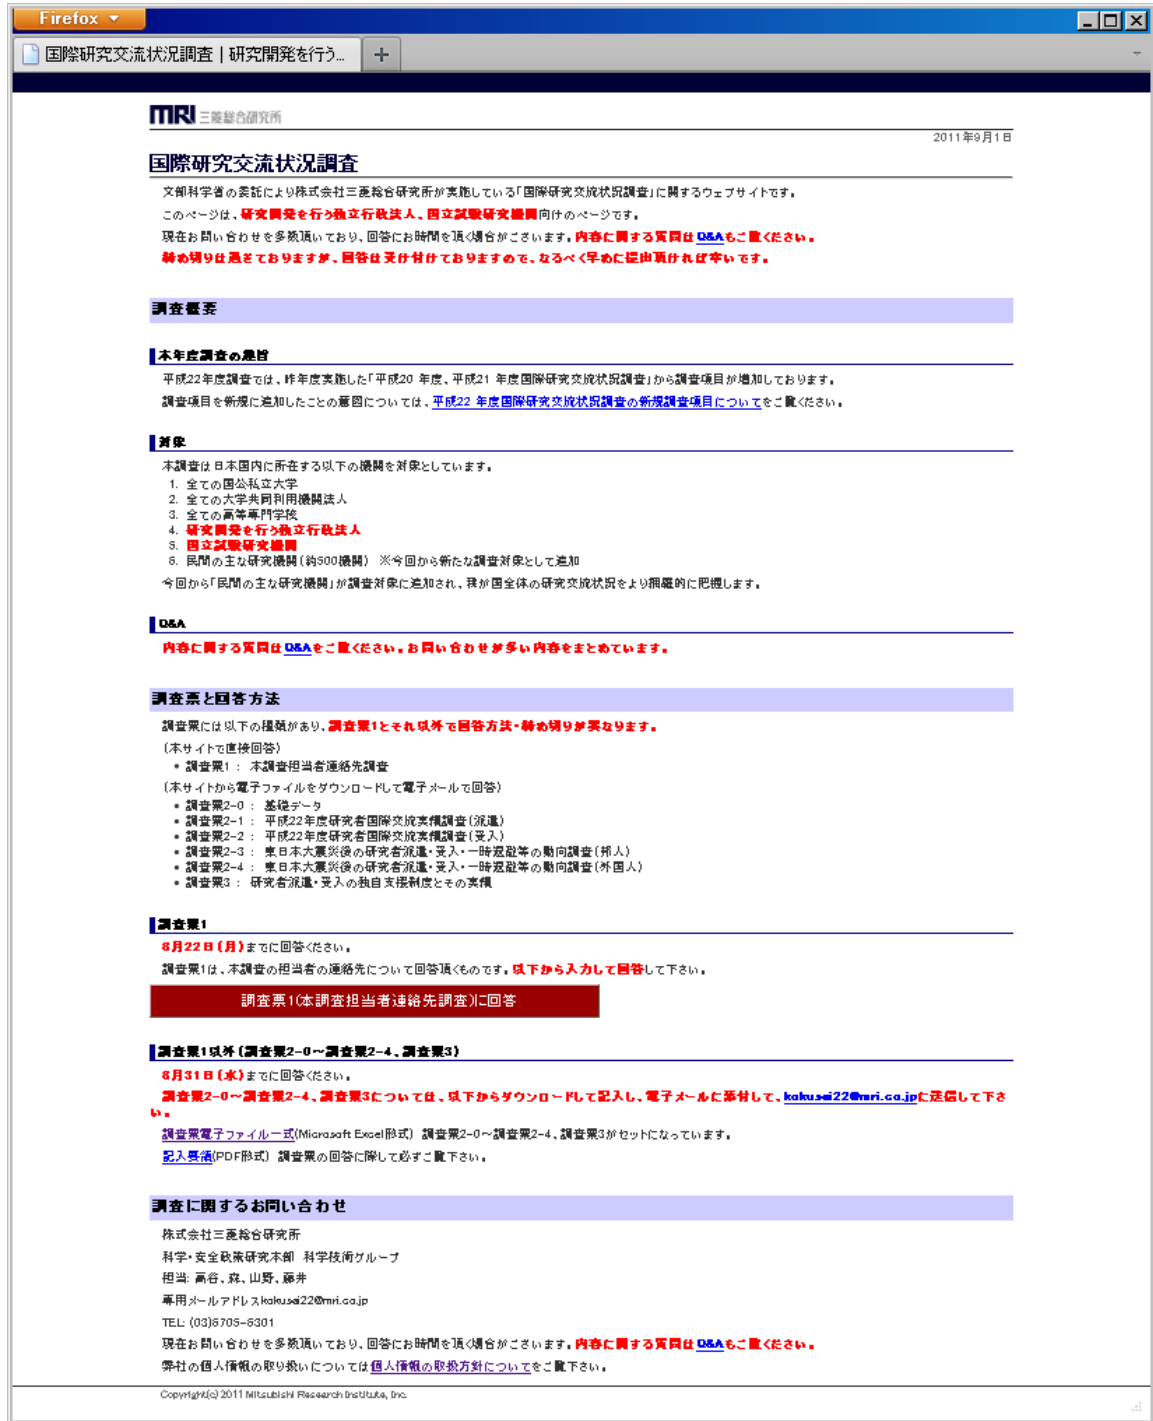 Firefox
国際研究交流状況調査 | 研究開発を行う...
MRI 三菱総合研究所
2011年9月1日
国際研究交流状況調査
文部科学省の委託により株式会社三菱総合研究所が実施している「国際研究交流状況調査」に関するウェブサイトです。
このページは、研究開発を行う独立行政法人、国立試験研究機関向けのページです。
現在お問い合わせを多数頂いており、回答にお時間を頂く場合がございます。内容に関する質問はQ&Aもご覧ください。
締め切りは過ぎておりますが、回答は受け付けておりますので、なるべく早めに提出頂ければ幸いです。
調査概要
本年度調査の趣旨
平成22年度調査では、昨年度実施した「平成20 年度、平成21 年度国際研究交流状況調査」から調査項目が増加しております。
調査項目を新規に追加したことの意図については、平成22 年度国際研究交流状況調査の新規調査項目についてをご覧ください。
対象
本調査は日本国内に所在する以下の機関を対象としています。
1. 全ての国公私立大学
2. 全ての大学共同利用機関法人
3. 全ての高等専門学校
4. 研究開発を行う独立行政法人
5. 国立試験研究機関
6. 民間の主な研究機関(約500機関) ※今回から新たな調査対象として追加
今回から「民間の主な研究機関」が調査対象に追加され、我が国全体の研究交流状況をより網羅的に把握します。
Q&A
内容に関する質問はQ&Aをご覧ください。お問い合わせが多い内容をまとめています。
調査票と回答方法
調査票には以下の種類があり、調査票1とそれ以外で回答方法・締め切りが異なります。
(本サイトで直接回答)
• 調査票1 : 本調査担当者連絡先調査
(本サイトから電子ファイルをダウンロードして電子メールで回答)
• 調査票2-0 : 基礎データ
• 調査票2-1 : 平成22年度研究者国際交流実績調査(派遣)
• 調査票2-2 : 平成22年度研究者国際交流実績調査(受入)
• 調査票2-3 : 東日本大震災後の研究者派遣・受入・一時退避等の動向調査(邦人)
• 調査票2-4 : 東日本大震災後の研究者派遣・受入・一時退避等の動向調査(外国人)
• 調査票3 : 研究者派遣・受入の独自支援制度とその実績
調査票1
8月22日(月)までに回答ください。
調査票1は、本調査の担当者の連絡先について回答頂くものです。以下から入力して回答して下さい。
調査票1(本調査担当者連絡先調査)に回答
調査票1以外(調査票2-0～調査票2-4、調査票3)
8月31日(水)までに回答ください。
調査票2-0～調査票2-4、調査票3については、以下からダウンロードして記入し、電子メールに添付して、kokusai22@mri.co.jpに送信して下さ
い。
調査票電子ファイル一式(Microsoft Excel形式) 調査票2-0～調査票2-4、調査票3がセットになっています。
記入要領(PDF形式) 調査票の回答に際して必ずご覧下さい。
調査に関するお問い合わせ
株式会社三菱総合研究所
科学・安全政策研究本部 科学技術グループ
担当: 高谷、森、山野、藤井
専用メールアドレスkokusai22@mri.co.jp
TEL: (03)6705-6301
現在お問い合わせを多数頂いており、回答にお時間を頂く場合がございます。内容に関する質問はQ&Aもご覧ください。
弊社の個人情報の取り扱いについては個人情報の取扱方針についてをご覧下さい。
Copyright(c) 2011 Mitsubishi Research Institute, Inc.